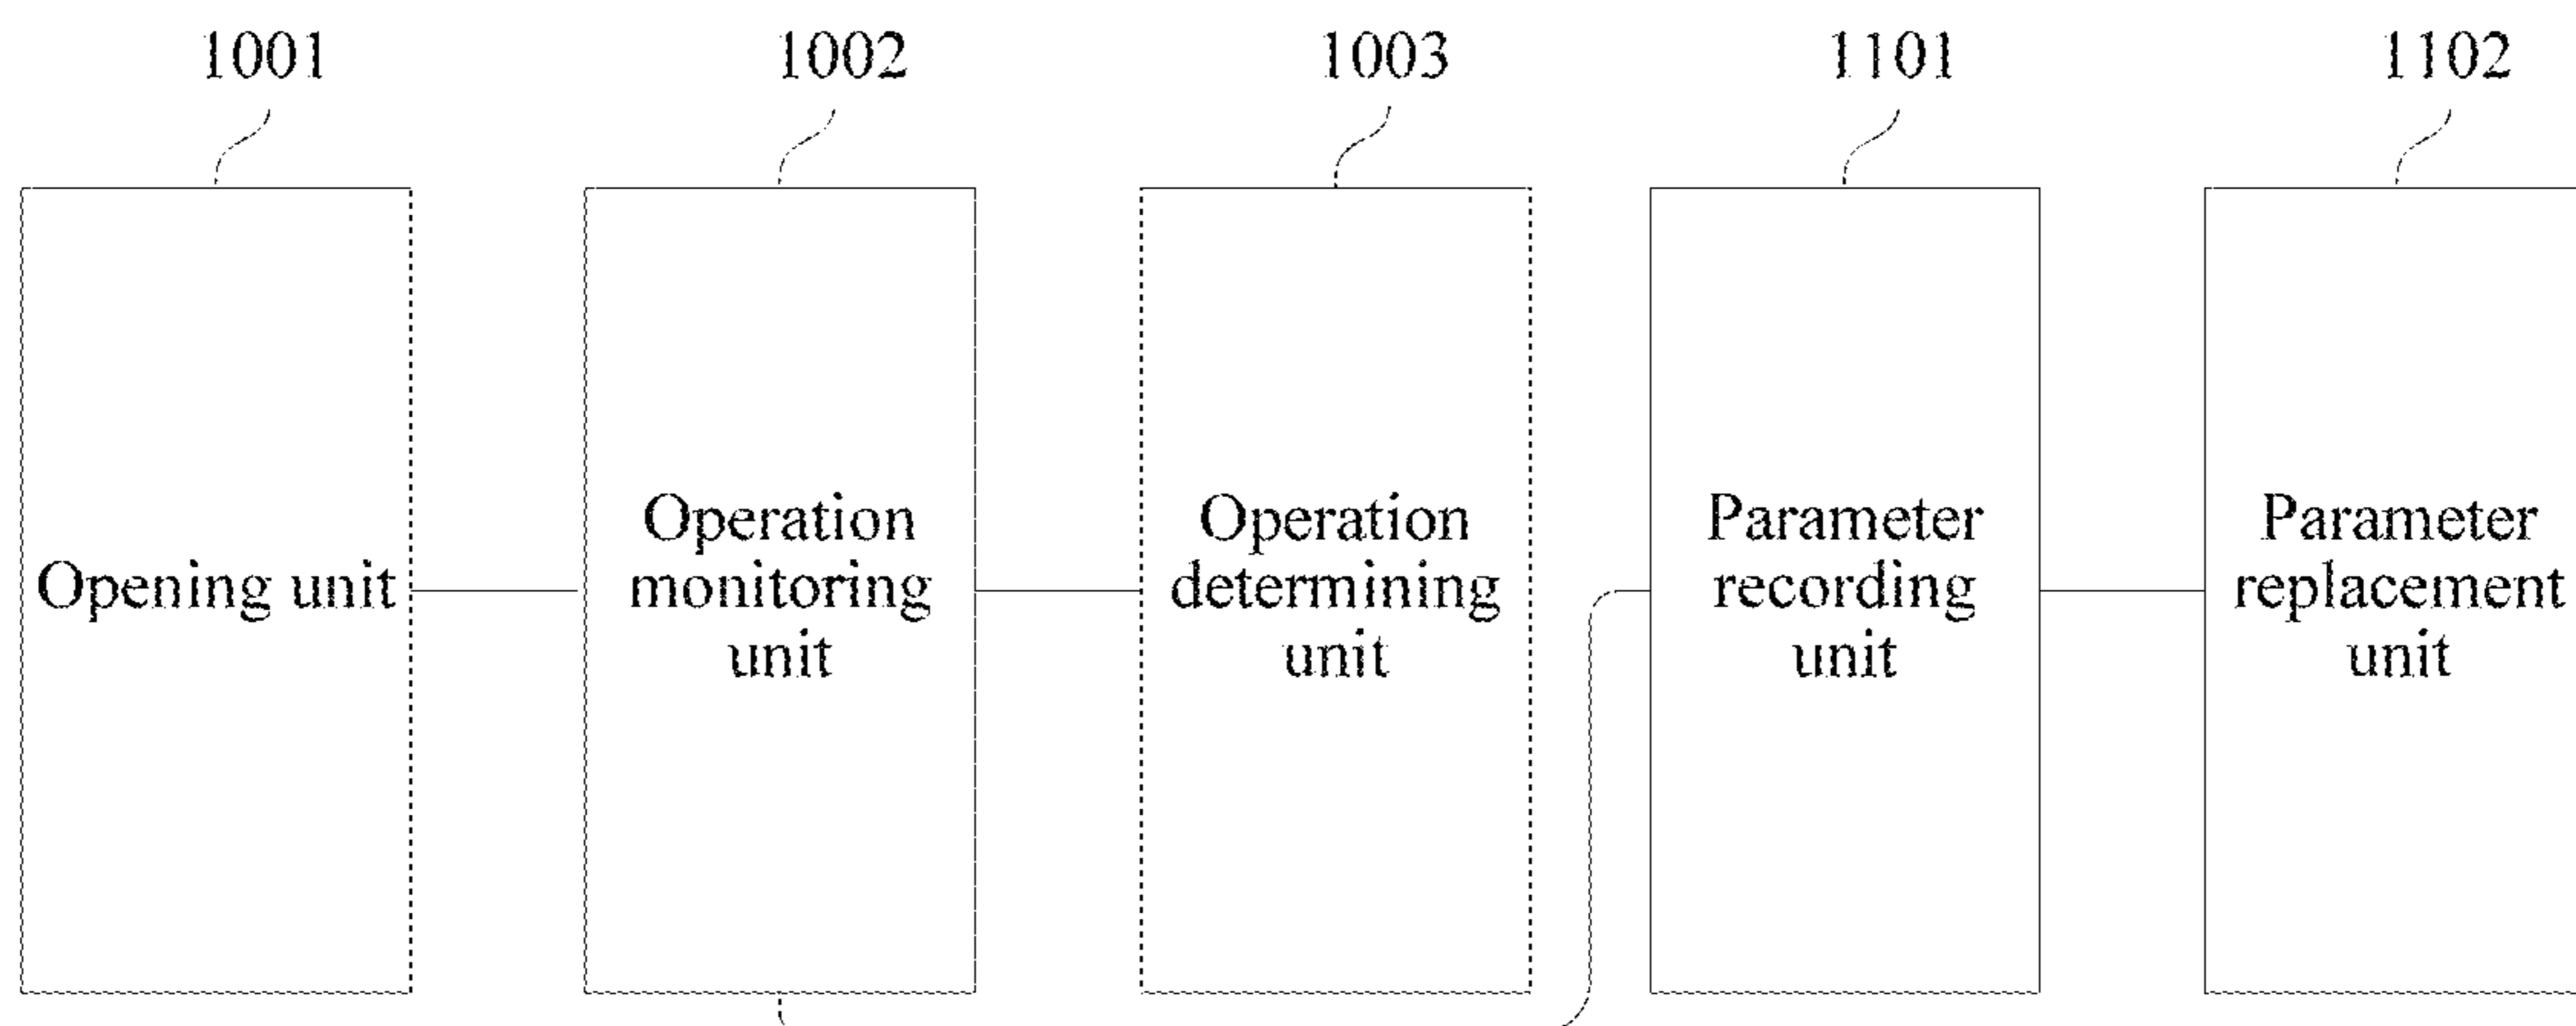 1001
1002
1003
1101
1102
Opening unit
Operation
monitoring
unit
Operation
determining
unit
Parameter
recording
unit
Parameter
replacement
unit